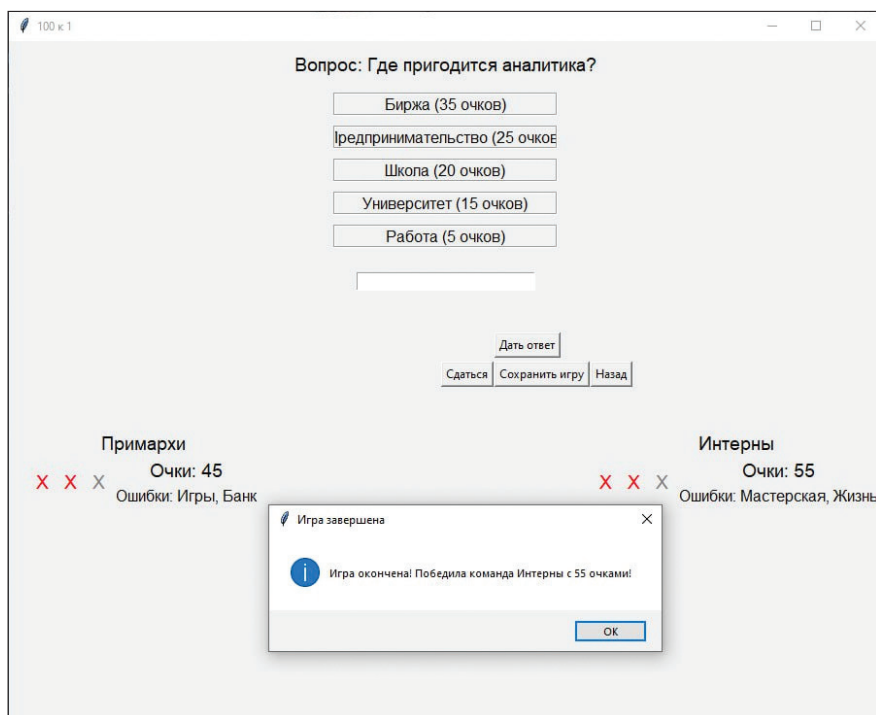 100 к 1
Вопрос: Где пригодится аналитика?
Биржа (35 очков)
Предпринимательство (25 очков
Школа (20 очков)
Университет (15 очков)
Работа (5 очков)
Дать ответ
Сдаться Сохранить игру Назад
Примархи
Очки: 45
X X X
Ошибки: Игры, Банк
Интерны
Очки: 55
X X X
Ошибки: Мастерская, Жизнь
Игра завершена
Игра окончена! Победила команда Интерны с 55 очками!
ОК